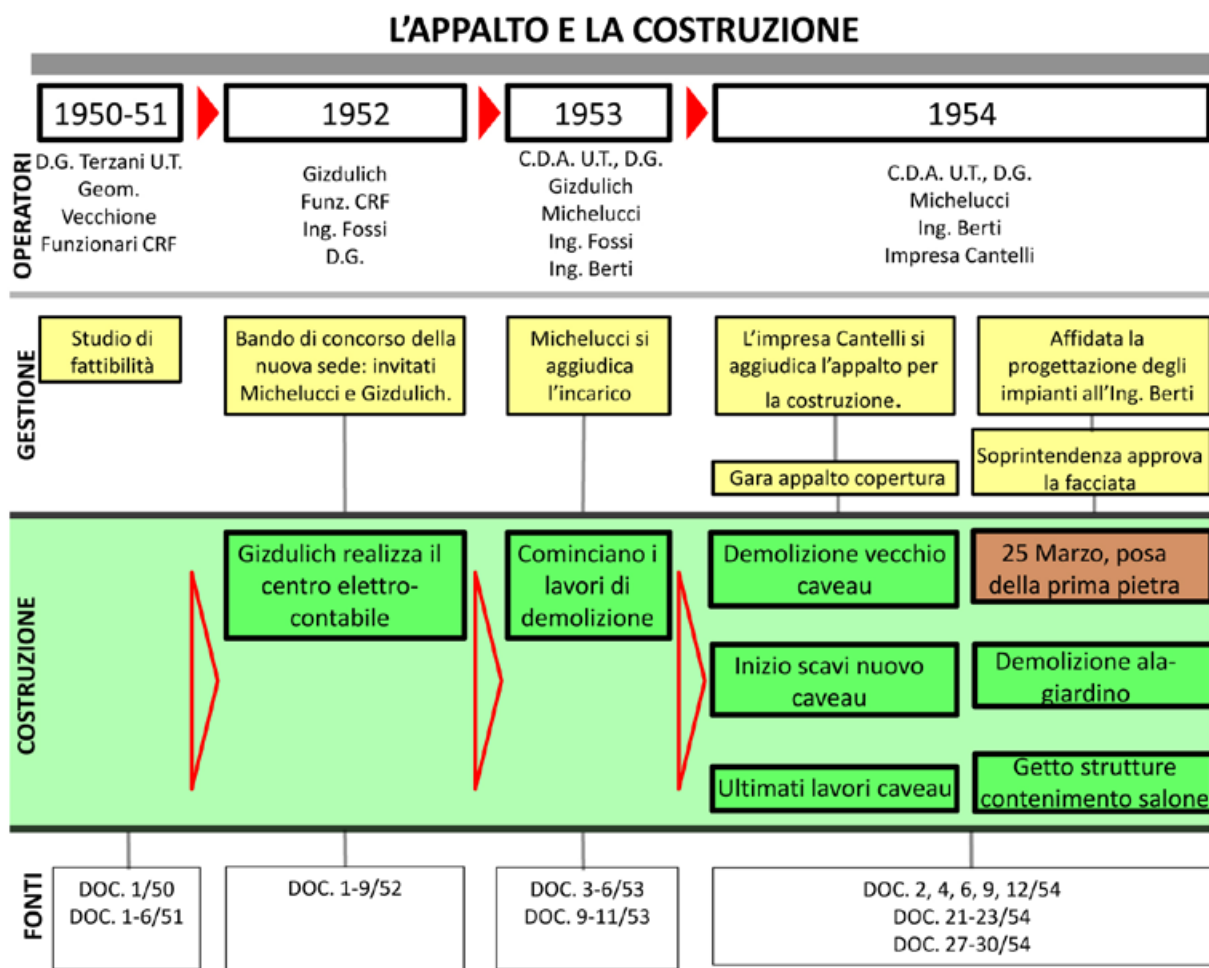 L'APPALTO E LA COSTRUZIONE
1950-51
1952
1953
1954
OPERATORI
D.G. Terzani U.T.
Geom.
Vecchione
Funzionari CRF
Gizdulich
Funz. CRF
Ing. Fossi
D.G.
C.D.A. U.T., D.G.
Gizdulich
Michelucci
Ing. Fossi
Ing. Berti
C.D.A. U.T., D.G.
Michelucci
Ing. Berti
Impresa Cantelli
GESTIONE
Studio di
fattibilità
Bando di concorso della
nuova sede: invitati
Michelucci e Gizdulich.
Michelucci si
aggiudica
l'incarico
L'impresa Cantelli si
aggiudica l'appalto per
la costruzione.
Gara appalto copertura
Affidata la
progettazione degli
impianti all'Ing. Berti
Soprintendenza approva
la facciata
COSTRUZIONE
Gizdulich realizza il
centro elettro-
contabile
Cominciano i
lavori di
demolizione
Demolizione vecchio
caveau
25 Marzo, posa
della prima pietra
Inizio scavi nuovo
caveau
Demolizione ala-
giardino
Ultimati lavori caveau
Getto strutture
contenimento salone
FONTI
DOC. 1/50
DOC. 1-6/51
DOC. 1-9/52
DOC. 3-6/53
DOC. 9-11/53
DOC. 2, 4, 6, 9, 12/54
DOC. 21-23/54
DOC. 27-30/54